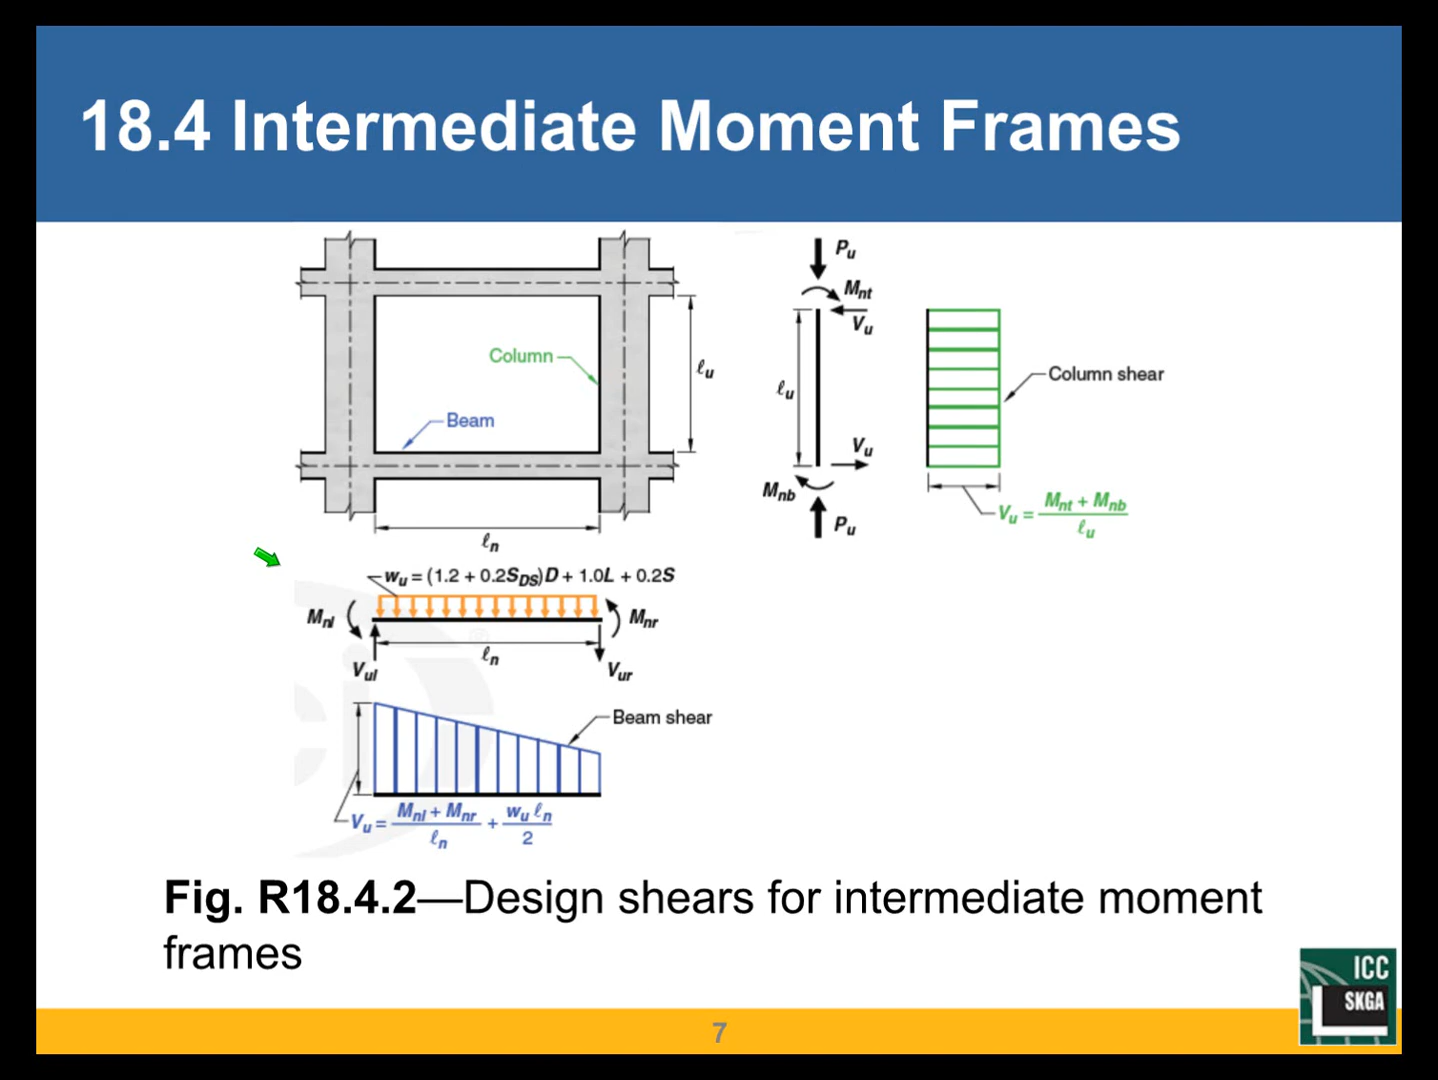 18.4 Intermediate Moment Frames
Column
Beam
ℓu
ℓn
Pu
Mnt
Vu
ℓu
Vu
Mnb
Pu
Column shear
Vu = (Mnt + Mnb) / ℓu
wu = (1.2 + 0.2SDS)D + 1.0L + 0.2S
Mnl
Mnr
ℓn
Vul
Vur
Beam shear
Vu = (Mnl + Mnr) / ℓn + wu ℓn / 2
Fig. R18.4.2—Design shears for intermediate moment
frames
ICC
SKGA
7